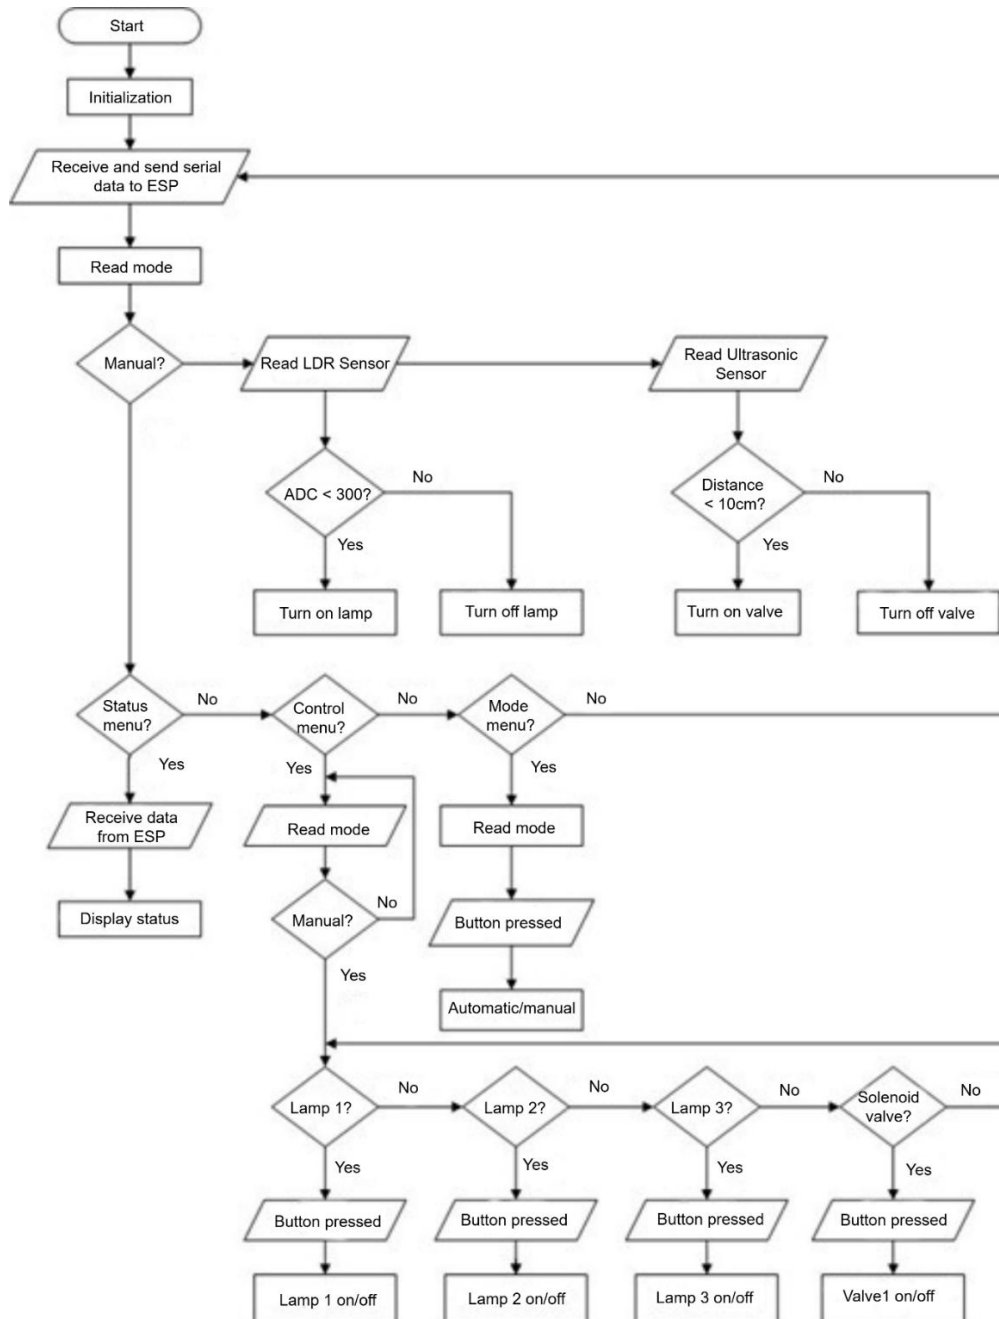 Start
Initialization
Receive and send serial
data to ESP
Read mode
Manual?
Read LDR Sensor
Read Ultrasonic
Sensor
ADC < 300?
No
Distance
< 10cm?
No
Yes
Yes
Turn on lamp
Turn off lamp
Turn on valve
Turn off valve
Status
menu?
No
Control
menu?
No
Mode
menu?
No
Yes
Yes
Yes
Receive data
from ESP
Read mode
Read mode
Display status
Manual?
No
Button pressed
Yes
Automatic/manual
Lamp 1?
No
Lamp 2?
No
Lamp 3?
No
Solenoid
valve?
No
Yes
Yes
Yes
Yes
Button pressed
Button pressed
Button pressed
Button pressed
Lamp 1 on/off
Lamp 2 on/off
Lamp 3 on/off
Valve1 on/off